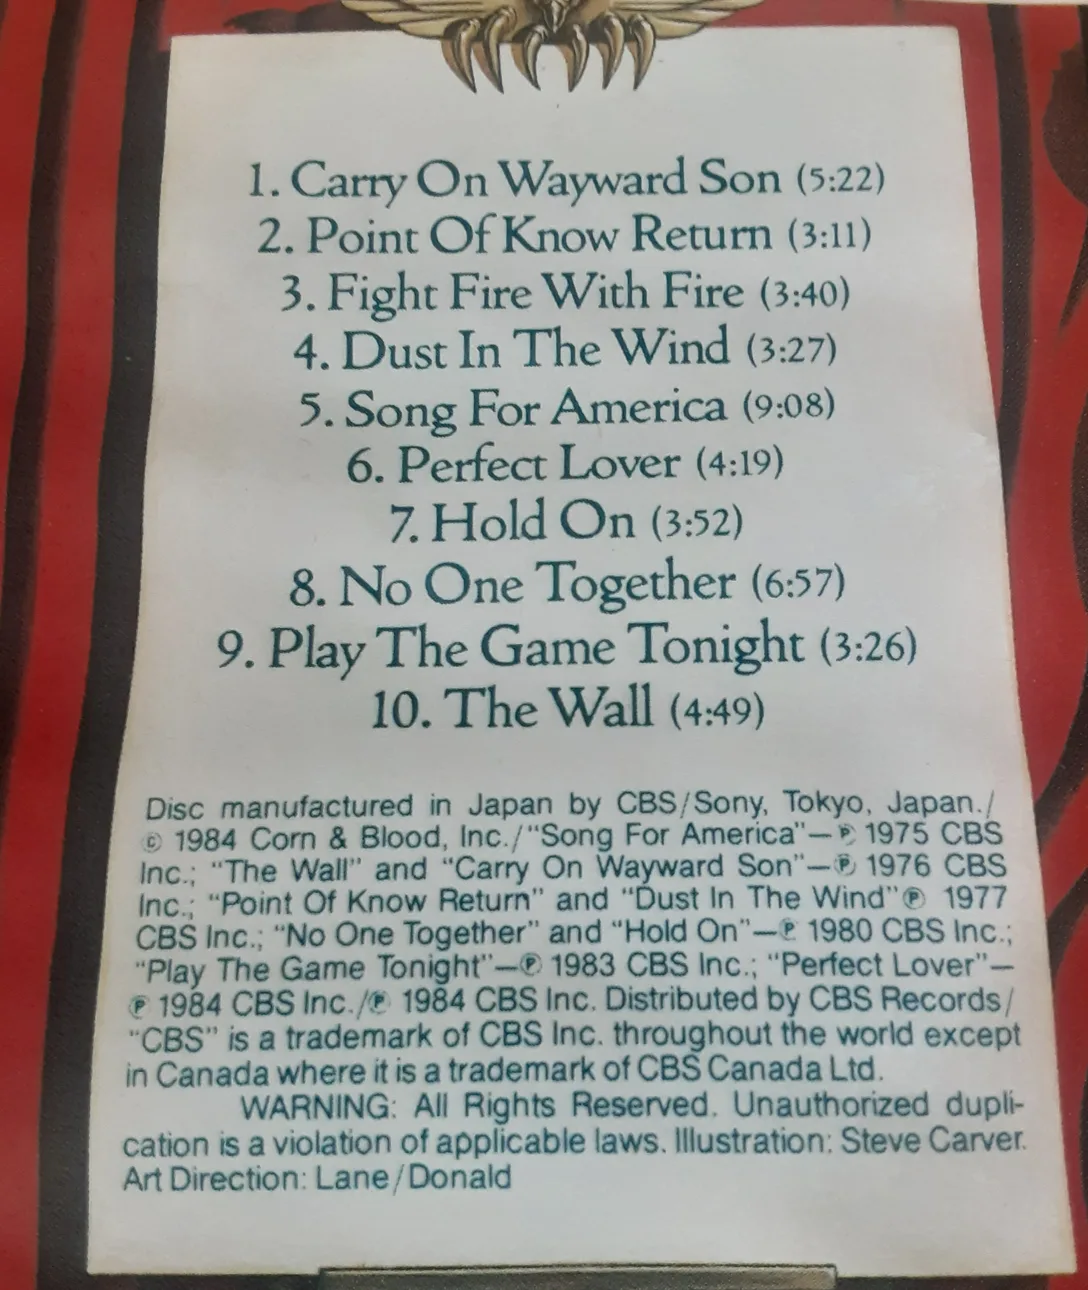 1. Carry On Wayward Son (5:22)
2. Point Of Know Return (3:11)
3. Fight Fire With Fire (3:40)
4. Dust In The Wind (3:27)
5. Song For America (9:08)
6. Perfect Lover (4:19)
7. Hold On (3:52)
8. No One Together (6:57)
9. Play The Game Tonight (3:26)
10. The Wall (4:49)
Disc manufactured in Japan by CBS/Sony, Tokyo, Japan./
© 1984 Corn & Blood, Inc./“Song For America”—℗ 1975 CBS
Inc.; “The Wall” and “Carry On Wayward Son”—℗ 1976 CBS
Inc.; “Point Of Know Return” and “Dust In The Wind”℗ 1977
CBS Inc.; “No One Together” and “Hold On”—℗ 1980 CBS Inc.;
“Play The Game Tonight”—℗ 1983 CBS Inc.; “Perfect Lover”—
℗ 1984 CBS Inc./℗ 1984 CBS Inc. Distributed by CBS Records/
“CBS” is a trademark of CBS Inc. throughout the world except
in Canada where it is a trademark of CBS Canada Ltd.
WARNING: All Rights Reserved. Unauthorized dupli-
cation is a violation of applicable laws. Illustration: Steve Carver.
Art Direction: Lane/Donald